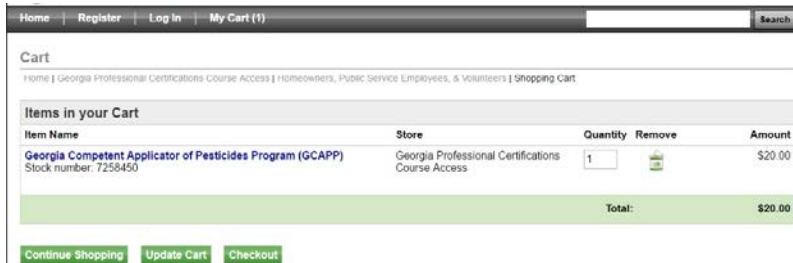 Home | Register | Log In | My Cart (1)
Search
Cart
Home | Georgia Professional Certifications Course Access | Homeowners, Public Service Employees, & Volunteers | Shopping Cart
Items in your Cart
Item Name Store Quantity Remove Amount
Georgia Competent Applicator of Pesticides Program (GCAPP) Georgia Professional Certifications 1 $20.00
Stock number: 7258450 Course Access
Total: $20.00
Continue Shopping Update Cart Checkout